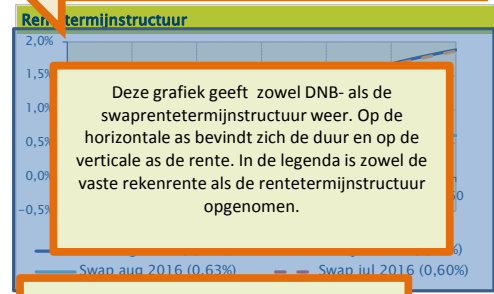 Rentetermijnstructuur
2,0%
1,5%
1,0%
0,5%
0,0%
-0,5%
Deze grafiek geeft zowel DNB- als de
swaprentetermijnstructuur weer. Op de
horizontale as bevindt zich de duur en op de
verticale as de rente. In de legenda is zowel de
vaste rekenrente als de rentetermijnstructuur
opgenomen.
Swap aug 2016 (0,63%) Swap jul 2016 (0,60%)